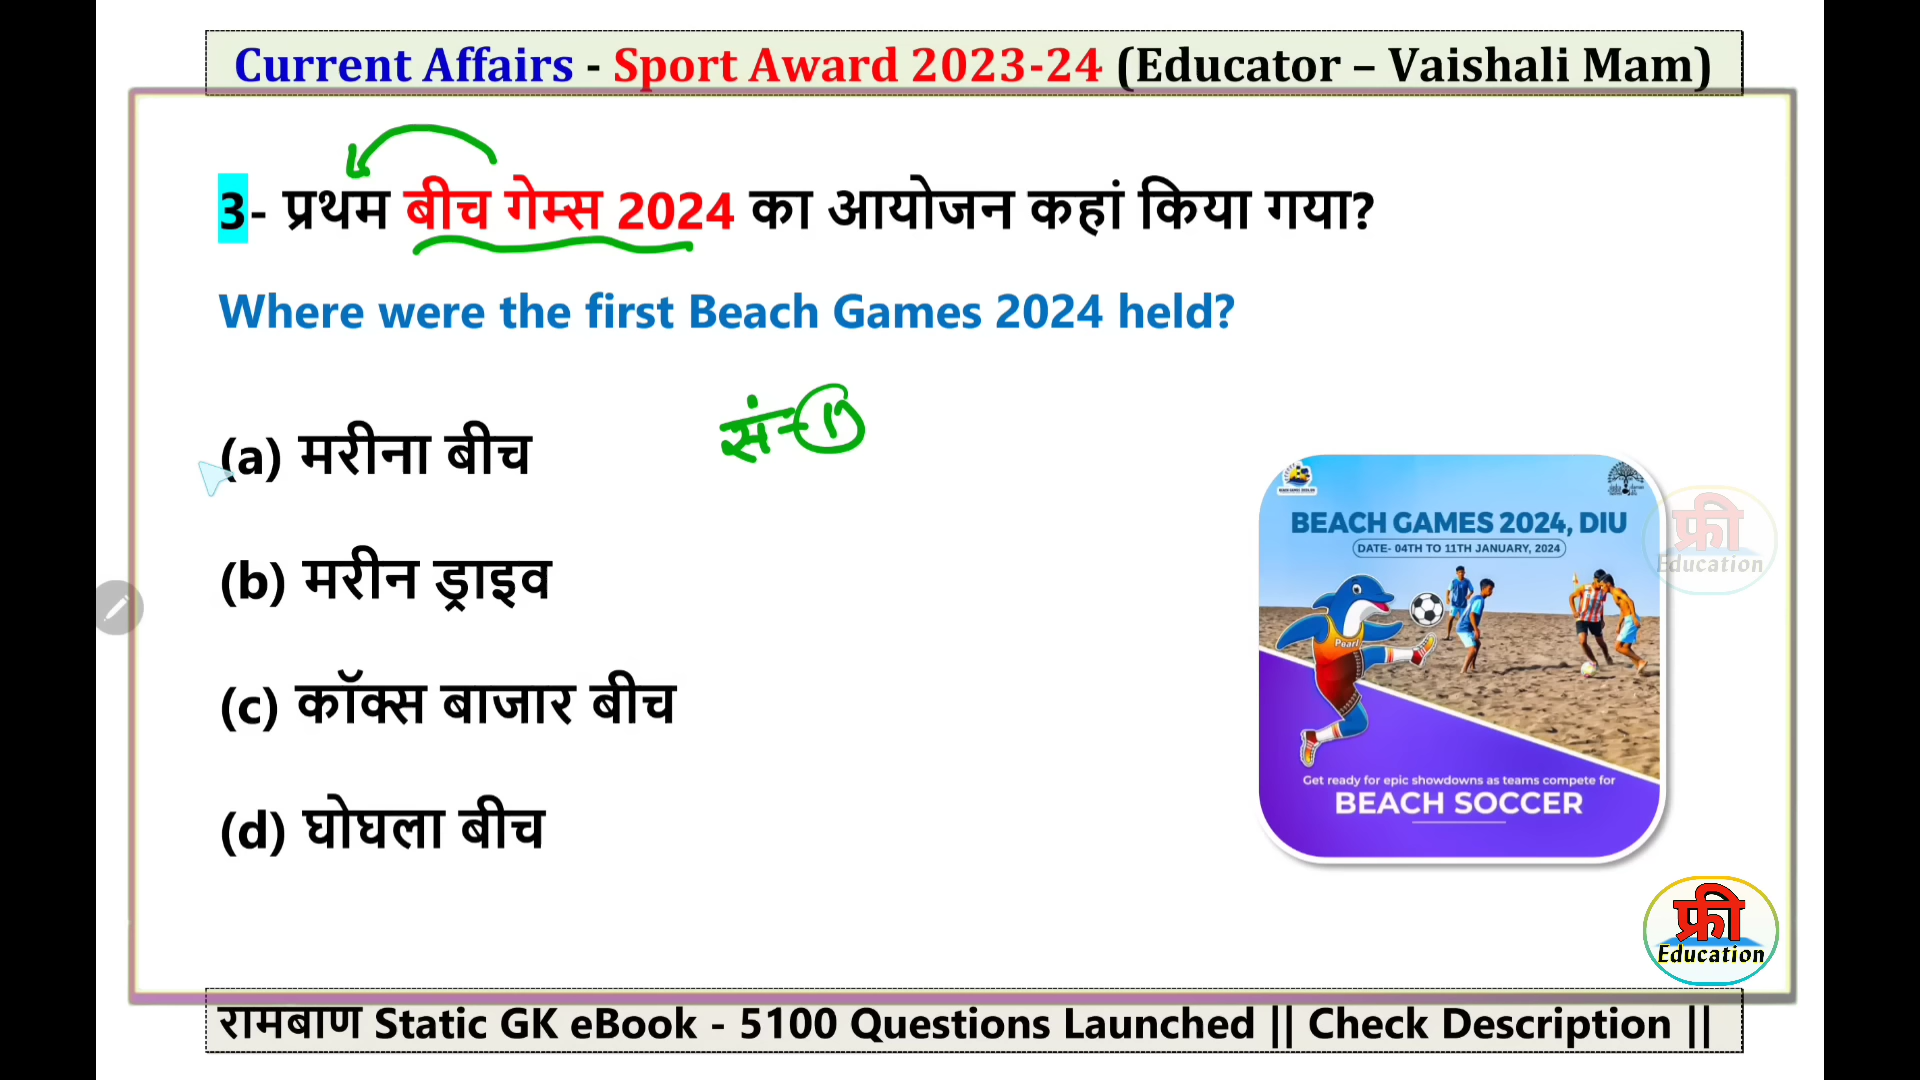 Current Affairs - Sport Award 2023-24 (Educator – Vaishali Mam)
3- प्रथम बीच गेम्स 2024 का आयोजन कहां किया गया?
Where were the first Beach Games 2024 held?
सं-
(a) मरीना बीच
(b) मरीन ड्राइव
(c) कॉक्स बाजार बीच
(d) घोघला बीच
BEACH GAMES 2024, DIU
DATE- 04TH TO 11TH JANUARY, 2024
Pearl
Get ready for epic showdowns as teams compete for
BEACH SOCCER
फ्री
Education
फ्री
Education
रामबाण Static GK eBook - 5100 Questions Launched || Check Description ||